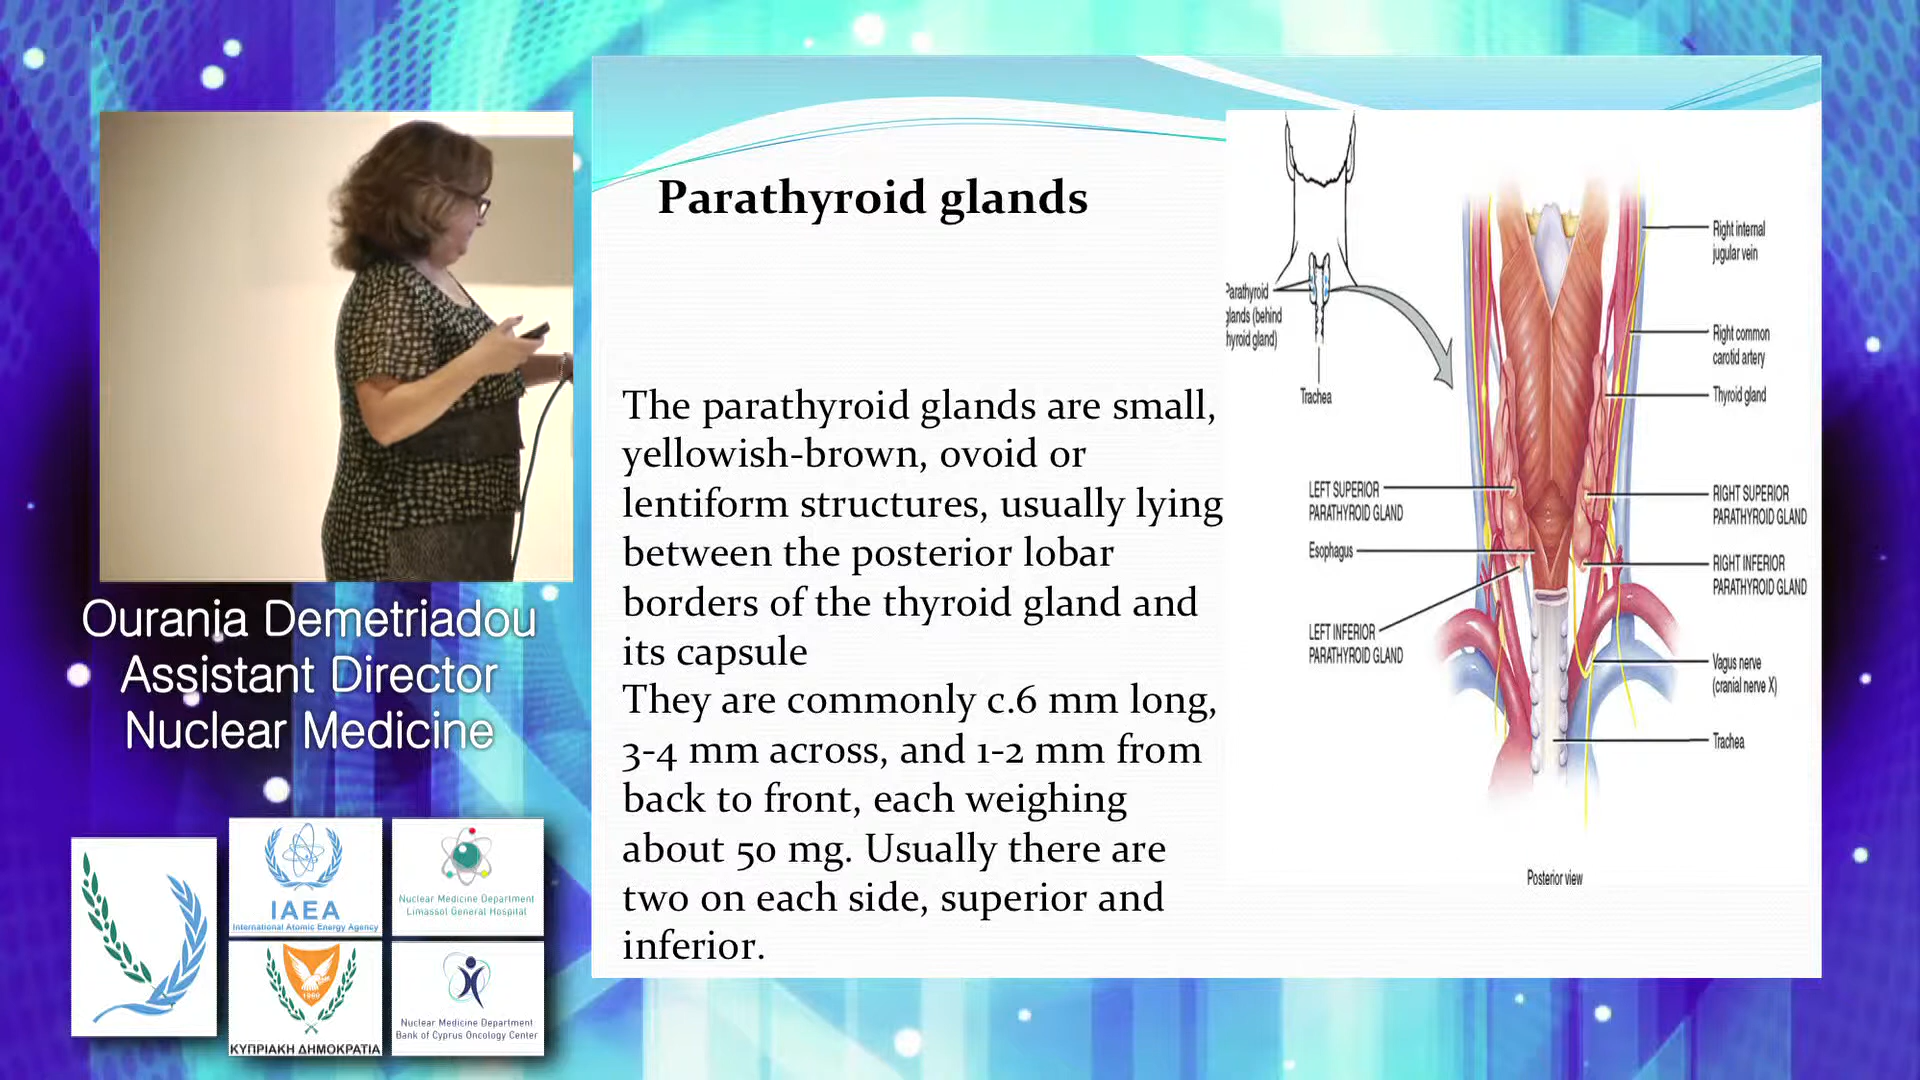 Parathyroid glands
The parathyroid glands are small,
yellowish-brown, ovoid or
lentiform structures, usually lying
between the posterior lobar
borders of the thyroid gland and
its capsule
They are commonly c.6 mm long,
3-4 mm across, and 1-2 mm from
back to front, each weighing
about 50 mg. Usually there are
two on each side, superior and
inferior.
Parathyroid
glands (behind
thyroid gland)
Trachea
Right internal
jugular vein
Right common
carotid artery
Thyroid gland
LEFT SUPERIOR
PARATHYROID GLAND
RIGHT SUPERIOR
PARATHYROID GLAND
Esophagus
RIGHT INFERIOR
PARATHYROID GLAND
LEFT INFERIOR
PARATHYROID GLAND
Vagus nerve
(cranial nerve X)
Trachea
Posterior view
Ourania Demetriadou
Assistant Director
Nuclear Medicine
IAEA
International Atomic Energy Agency
Nuclear Medicine Department
Limassol General Hospital
1960
ΚΥΠΡΙΑΚΗ ΔΗΜΟΚΡΑΤΙΑ
Nuclear Medicine Department
Bank of Cyprus Oncology Center